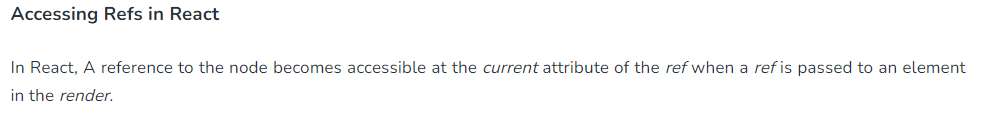 Accessing Refs in React
In React, A reference to the node becomes accessible at the current attribute of the ref when a ref is passed to an element
in the render.